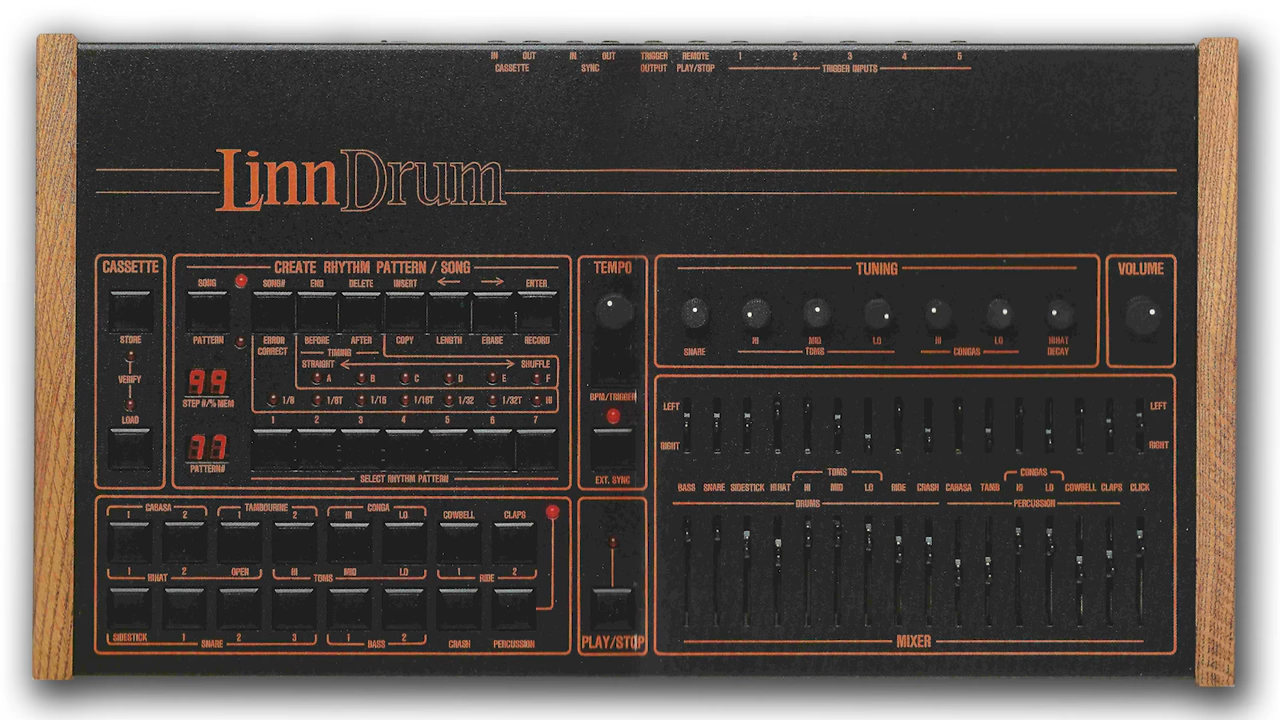 IN OUT IN OUT TRIGGER REMOTE 1 2 3 4 5
CASSETTE SYNC OUTPUT PLAY/STOP TRIGGER INPUTS
LinnDrum
CASSETTE
STORE
VERIFY
LOAD
CREATE RHYTHM PATTERN / SONG
SONG SONG# END DELETE INSERT ← → ENTER
PATTERN ERROR CORRECT BEFORE AFTER COPY LENGTH ERASE RECORD
TIMING
STRAIGHT SHUFFLE
A B C D E F
99
STEP #/% MEM
1/8 1/8T 1/16 1/16T 1/32 1/32T HI
1 2 3 4 5 6 7
77
PATTERN#
SELECT RHYTHM PATTERN
TEMPO
BPM/TRIGGER
EXT. SYNC
TUNING
HI MID LO HI LO HIHAT
SNARE TOMS CONGAS DECAY
VOLUME
CABASA TAMBOURINE CONGA
1 2 1 2 HI LO COWBELL CLAPS
1 2 OPEN HI MID LO 1 2
HIHAT TOMS RIDE
SIDESTICK 1 2 3 1 2 CRASH PERCUSSION
SNARE BASS
PLAY/STOP
LEFT LEFT
RIGHT RIGHT
TOMS CONGAS
BASS SNARE SIDESTICK HIHAT HI MID LO RIDE CRASH CABASA TAMB HI LO COWBELL CLAPS CLICK
DRUMS PERCUSSION
MIXER